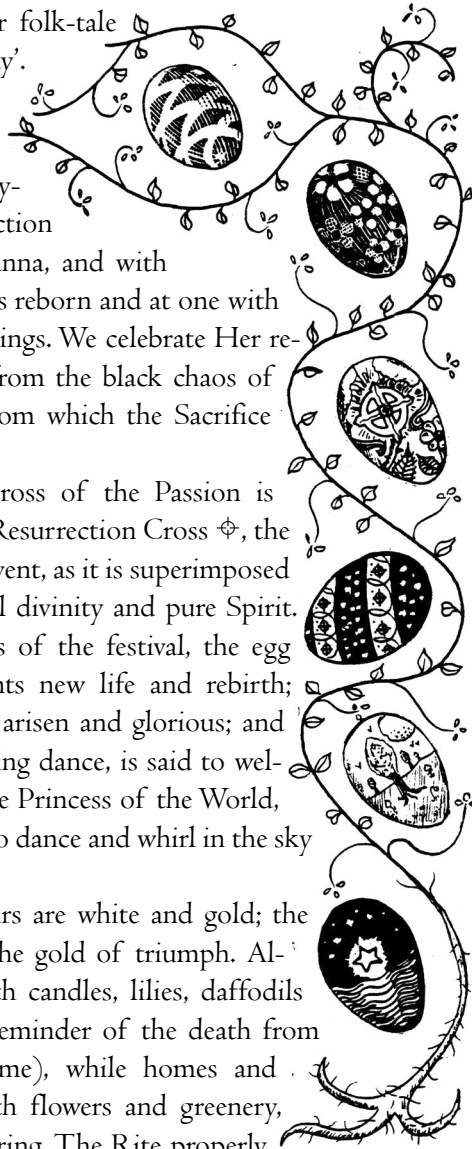 folk-tale
y'.
y-
ction
nna, and with
s reborn and at one with
ings. We celebrate Her re-
from the black chaos of
om which the Sacrifice
ross of the Passion is
Resurrection Cross ⌖, the
vent, as it is superimposed
l divinity and pure Spirit.
s of the festival, the egg
nts new life and rebirth;
arisen and glorious; and
ing dance, is said to wel-
e Princess of the World,
o dance and whirl in the sky
rs are white and gold; the
he gold of triumph. Al-
th candles, lilies, daffodils
eminder of the death from
me), while homes and
th flowers and greenery,
ring. The Rite properly